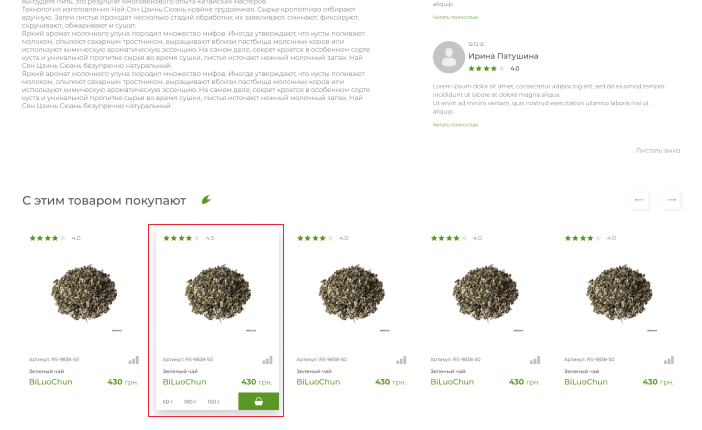 вы будете пить, это результат многовекового опыта китайских мастеров.
Технология изготовления Най Сян Цзинь Сюань крайне трудоемкая. Сырье кропотливо отбирают
вручную. Затем листья проходят несколько стадий обработки: их завяливают, сминают, фиксируют,
скручивают, обжаривают и сушат.
Яркий аромат молочного улуна породил множество мифов. Иногда утверждают, что кусты поливают
молоком, опыляют сахарным тростником, выращивают вблизи пастбища молочных коров или
используют химическую ароматическую эссенцию. На самом деле, секрет кроется в особенном сорте
куста и уникальной пропитке сырья во время сушки, листья источают нежный молочный запах. Най
Сян Цзинь Сюань безупречно натуральный.
Яркий аромат молочного улуна породил множество мифов. Иногда утверждают, что кусты поливают
молоком, опыляют сахарным тростником, выращивают вблизи пастбища молочных коров или
используют химическую ароматическую эссенцию. На самом деле, секрет кроется в особенном сорте
куста и уникальной пропитке сырья во время сушки, листья источают нежный молочный запах. Най
Сян Цзинь Сюань безупречно натуральный.
aliquip.
Читать полностью
12.12.12.
Ирина Патушина
4.0
Lorem ipsum dolor sit amet, consectetur adipiscing elit, sed do eiusmod tempor
incididunt ut labore et dolore magna aliqua.
Ut enim ad minim veniam, quis nostrud exercitation ullamco laboris nisi ut
aliquip.
Читать полностью
Листать вниз
С этим товаром покупают
4.0
Артикул: RS-9838-50
Зеленый чай
BiLuoChun 430 грн.
4.0
Артикул: RS-9838-50
Зеленый чай
BiLuoChun 430 грн.
50 г 100 г 150 г
4.0
Артикул: RS-9838-50
Зеленый чай
BiLuoChun 430 грн.
4.0
Артикул: RS-9838-50
Зеленый чай
BiLuoChun 430 грн.
4.0
Артикул: RS-9838-50
Зеленый чай
BiLuoChun 430 грн.